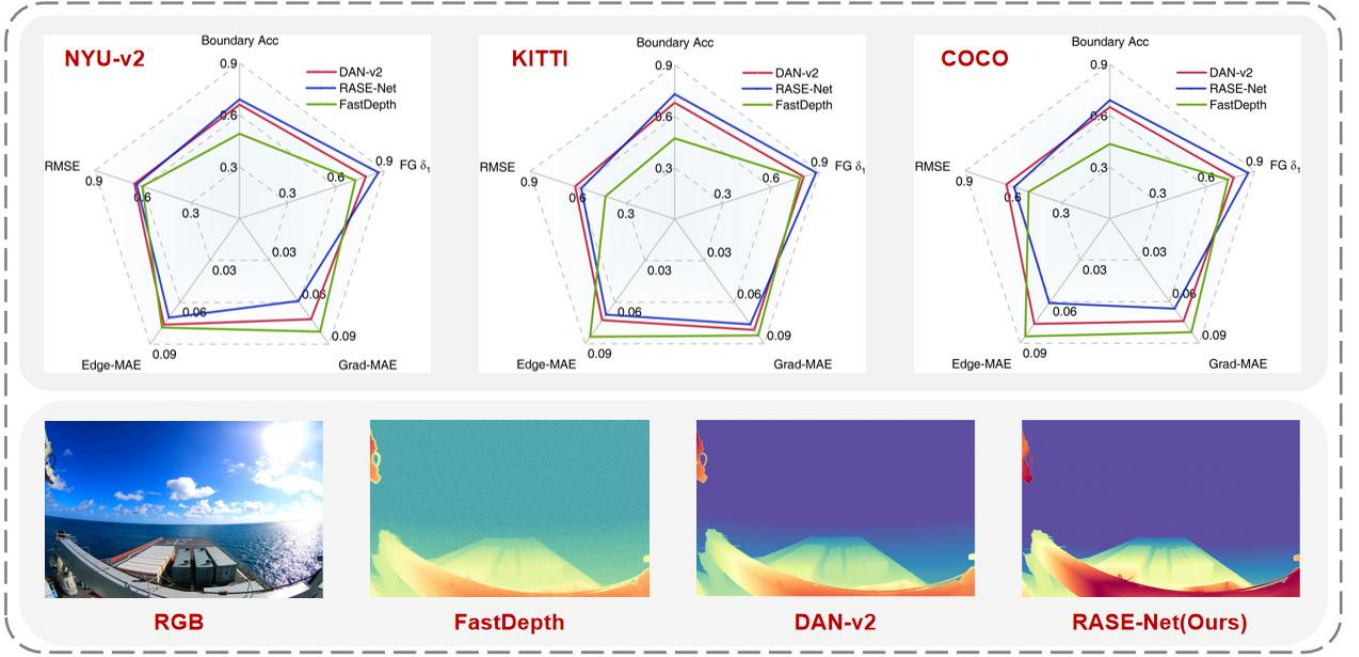 NYU-v2
Boundary Acc
0.9
DAN-v2
RASE-Net
FastDepth
0.6
0.3
RMSE
0.9
0.6
0.3
0.3
0.6
0.9
FG δ1
0.03
0.03
0.06
0.06
0.09
0.09
Edge-MAE
Grad-MAE
KITTI
Boundary Acc
0.9
DAN-v2
RASE-Net
FastDepth
0.6
0.3
RMSE
0.9
0.6
0.3
0.3
0.6
0.9
FG δ1
0.03
0.03
0.06
0.06
0.09
0.09
Edge-MAE
Grad-MAE
COCO
Boundary Acc
0.9
DAN-v2
RASE-Net
FastDepth
0.6
0.3
RMSE
0.9
0.6
0.3
0.3
0.6
0.9
FG δ1
0.03
0.03
0.06
0.06
0.09
0.09
Edge-MAE
Grad-MAE
RGB
FastDepth
DAN-v2
RASE-Net(Ours)